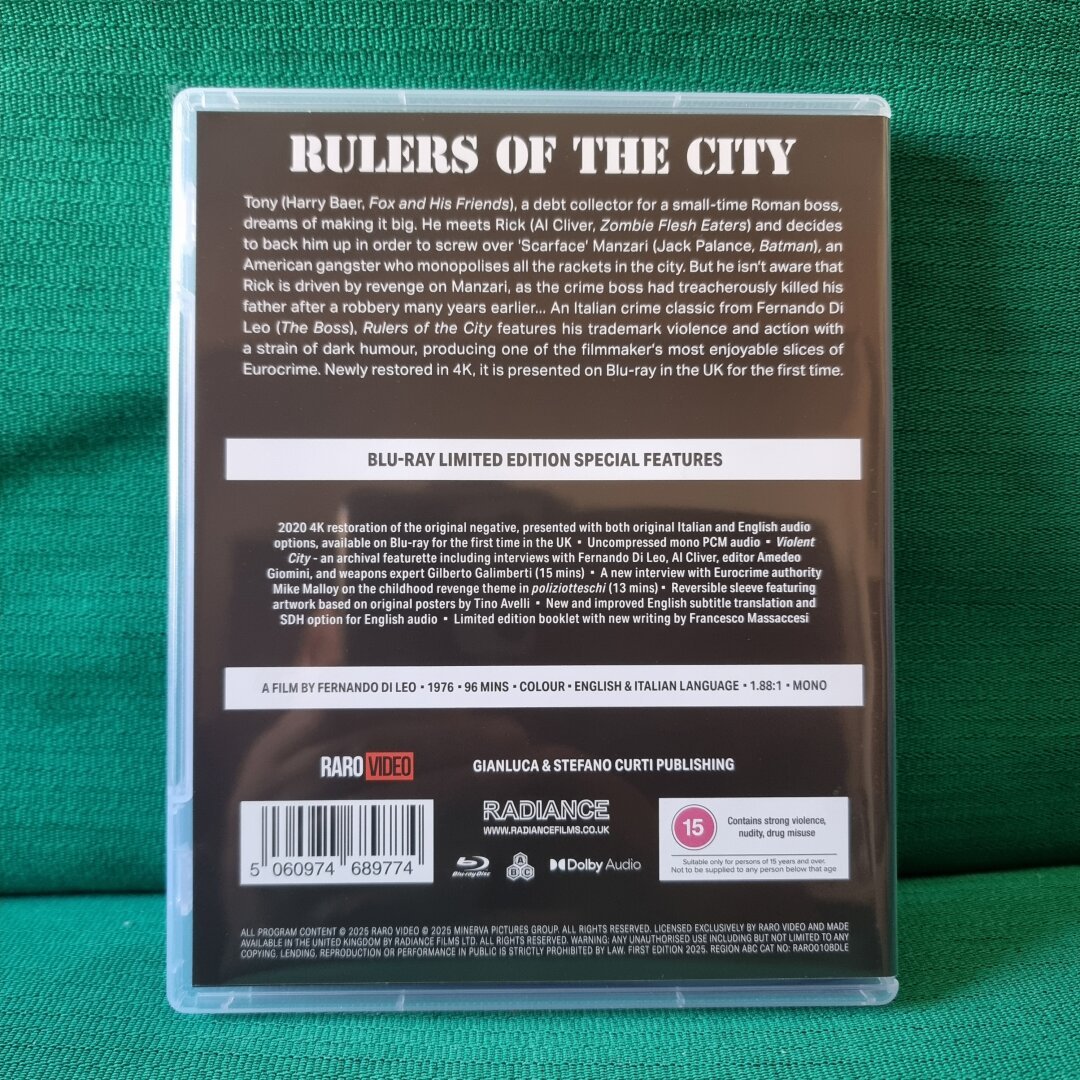 RULERS OF THE CITY
Tony (Harry Baer, Fox and His Friends), a debt collector for a small-time Roman boss,
dreams of making it big. He meets Rick (Al Cliver, Zombie Flesh Eaters) and decides
to back him up in order to screw over 'Scarface' Manzari (Jack Palance, Batman), an
American gangster who monopolises all the rackets in the city. But he isn't aware that
Rick is driven by revenge on Manzari, as the crime boss had treacherously killed his
father after a robbery many years earlier... An Italian crime classic from Fernando Di
Leo (The Boss), Rulers of the City features his trademark violence and action with
a strain of dark humour, producing one of the filmmaker's most enjoyable slices of
Eurocrime. Newly restored in 4K, it is presented on Blu-ray in the UK for the first time.
BLU-RAY LIMITED EDITION SPECIAL FEATURES
2020 4K restoration of the original negative, presented with both original Italian and English audio
options, available on Blu-ray for the first time in the UK ▪ Uncompressed mono PCM audio ▪ Violent
City - an archival featurette including interviews with Fernando Di Leo, Al Cliver, editor Amedeo
Giomini, and weapons expert Gilberto Galimberti (15 mins) ▪ A new interview with Eurocrime authority
Mike Malloy on the childhood revenge theme in poliziotteschi (13 mins) ▪ Reversible sleeve featuring
artwork based on original posters by Tino Avelli ▪ New and improved English subtitle translation and
SDH option for English audio ▪ Limited edition booklet with new writing by Francesco Massaccesi
A FILM BY FERNANDO DI LEO ▪ 1976 ▪ 96 MINS ▪ COLOUR ▪ ENGLISH & ITALIAN LANGUAGE ▪ 1.88:1 ▪ MONO
RARO VIDEO
GIANLUCA & STEFANO CURTI PUBLISHING
RADIANCE
WWW.RADIANCEFILMS.CO.UK
15
Contains strong violence,
nudity, drug misuse
Suitable only for persons of 15 years and over.
Not to be supplied to any person below that age
5 060974 689774
Blu-ray Disc
A B C
Dolby Audio
ALL PROGRAM CONTENT © 2025 RARO VIDEO © 2025 MINERVA PICTURES GROUP. ALL RIGHTS RESERVED. LICENSED EXCLUSIVELY BY RARO VIDEO AND MADE
AVAILABLE IN THE UNITED KINGDOM BY RADIANCE FILMS LTD. ALL RIGHTS RESERVED. WARNING: ANY UNAUTHORISED USE INCLUDING BUT NOT LIMITED TO ANY
COPYING, LENDING, REPRODUCTION OR PERFORMANCE IN PUBLIC IS STRICTLY PROHIBITED BY LAW. FIRST EDITION 2025. REGION ABC CAT NO: RARO010BDLE